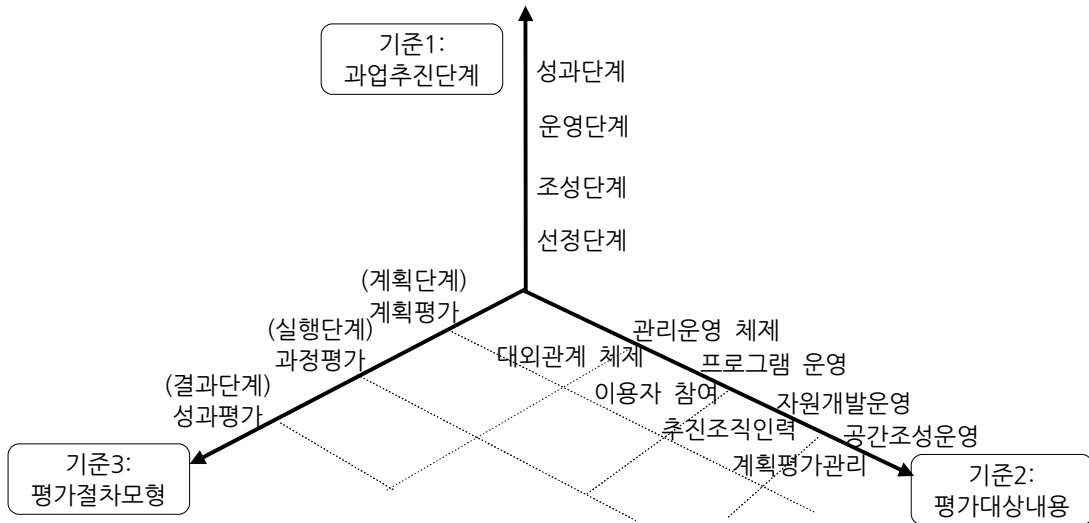 기준1:
과업추진단계
성과단계
운영단계
조성단계
선정단계
(계획단계)
계획평가
(실행단계)
과정평가
(결과단계)
성과평가
기준3:
평가절차모형
관리운영 체제
대외관계 체제
프로그램 운영
이용자 참여
자원개발운영
추진조직인력
공간조성운영
계획평가관리
기준2:
평가대상내용